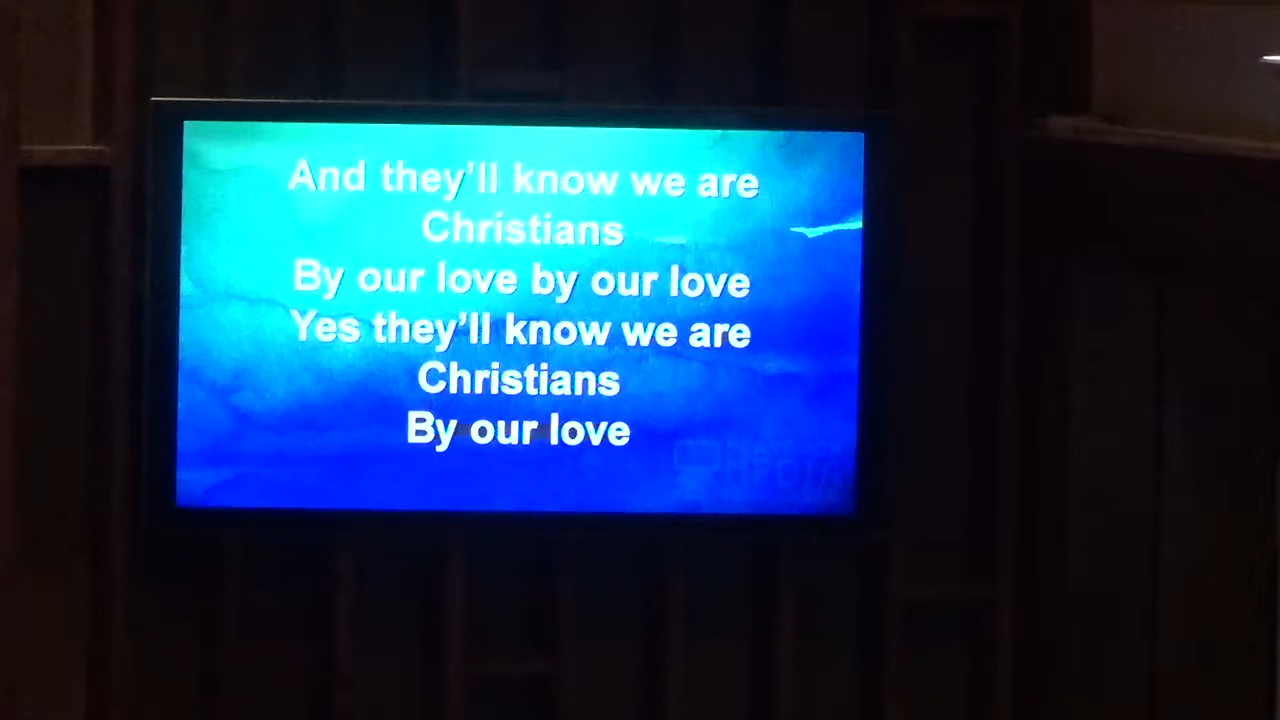 And they'll know we are
Christians
By our love by our love
Yes they'll know we are
Christians
By our love